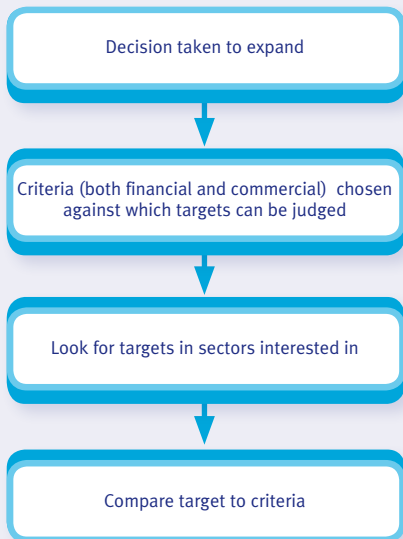 Decision taken to expand
Criteria (both financial and commercial) chosen
against which targets can be judged
Look for targets in sectors interested in
Compare target to criteria